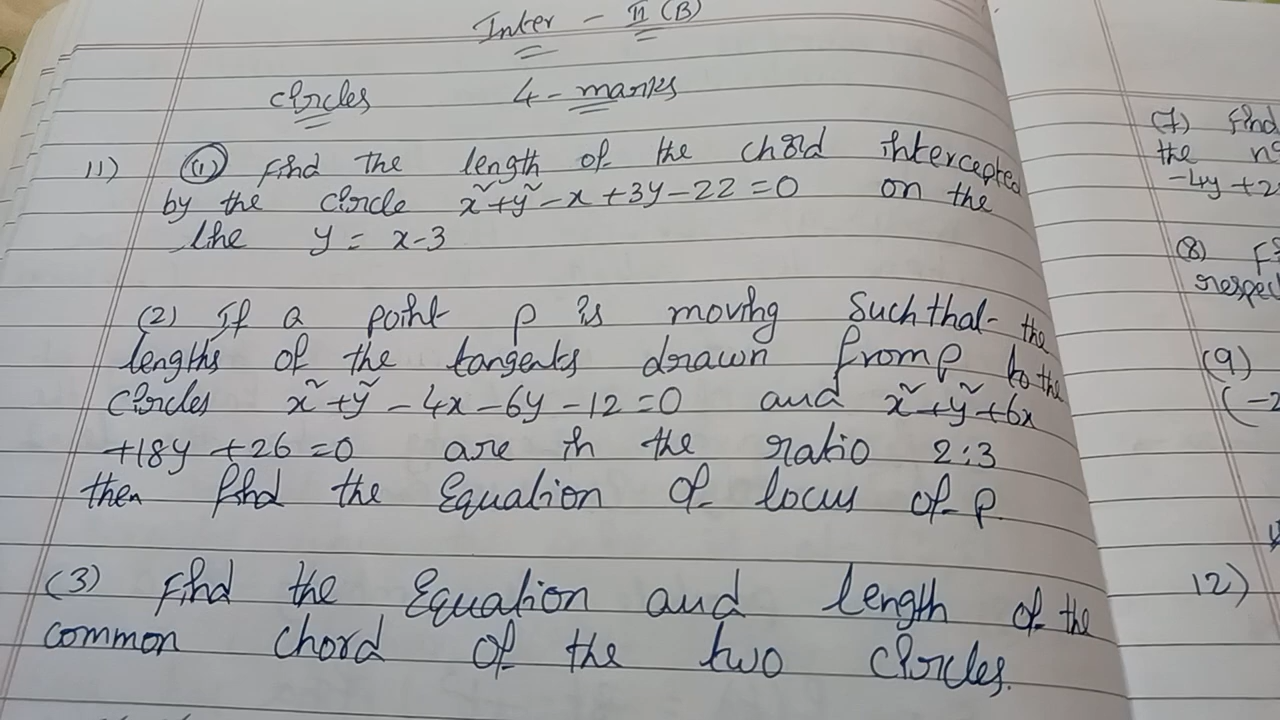 Inter - II (B)
Circles 4-marks
11) (1) Find the length of the chord intercepted
by the circle x²+y²-x+3y-22=0 on the
line y = x-3
(2) If a point P is moving such that the
lengths of the tangents drawn from P to the
circles x²+y²-4x-6y-12=0 and x²+y²+6x
+18y+26=0 are in the ratio 2:3
then find the Equation of locus of P
(3) Find the Equation and length of the
common chord of the two circles.
(7) Find
the
-4y+2
(8)
respec
(9)
(-2
12)